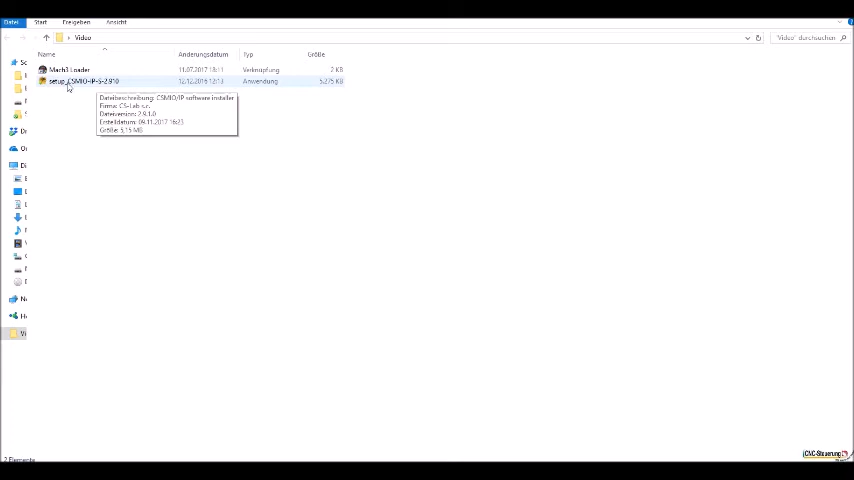 Datei Start Freigeben Ansicht
Video "Video" durchsuchen
Name Änderungsdatum Typ Größe
Mach3 Loader 11.07.2017 18:11 Verknüpfung 2 KB
setup_CSMIO-IP-S-2.910 12.12.2016 12:13 Anwendung 5.275 KB
Dateibeschreibung: CSMIO/IP software installer
Firma: CS-Lab s.c.
Dateiversion: 2.9.1.0
Erstelldatum: 09.11.2017 16:23
Größe: 5,15 MB
2 Elemente
CNC-Steuerung